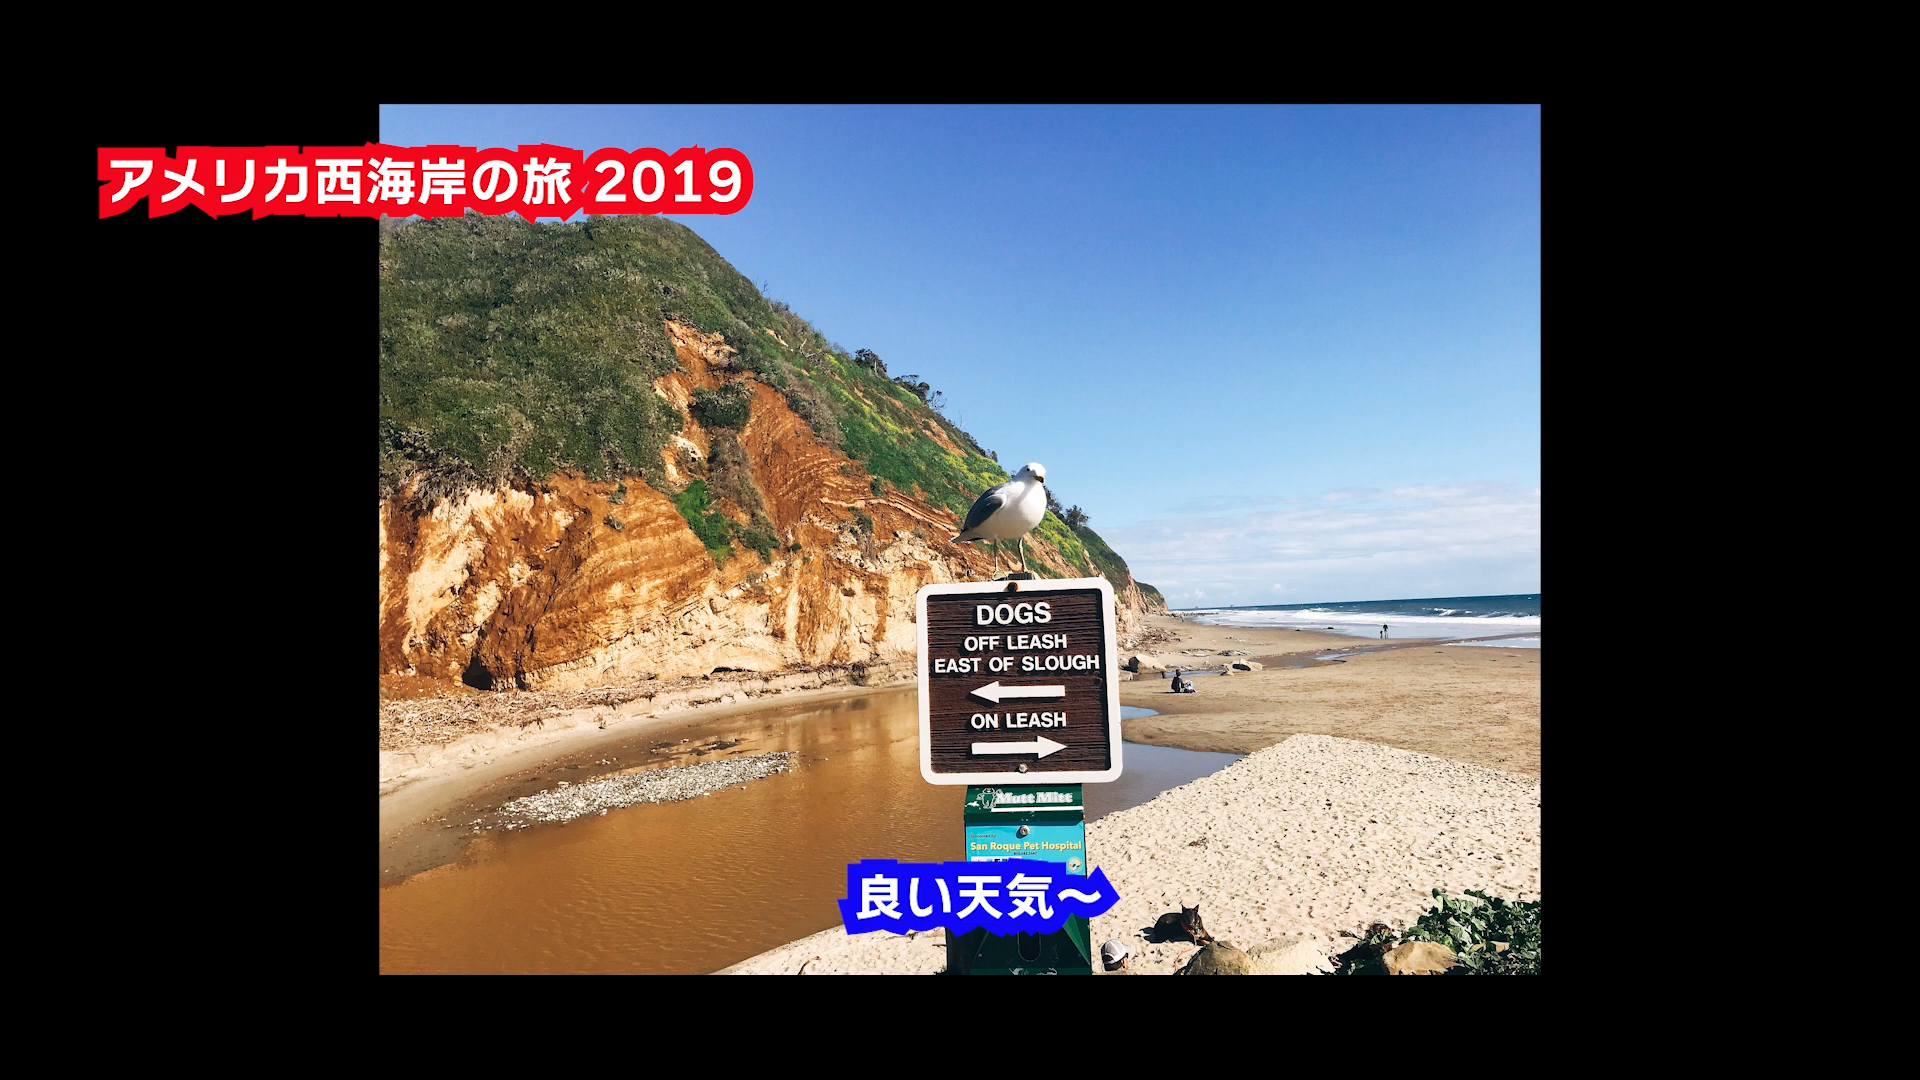 アメリカ西海岸の旅 2019
DOGS
OFF LEASH
EAST OF SLOUGH
ON LEASH
Mutt Mitt
San Roque Pet Hospital
良い天気〜